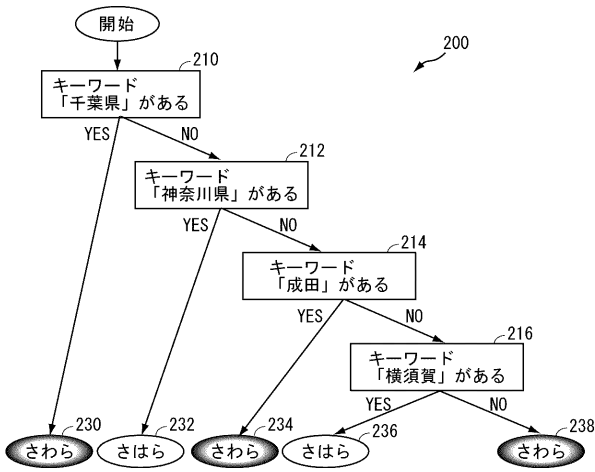 開始
200
210
キーワード
「千葉県」がある
YES
NO
212
キーワード
「神奈川県」がある
YES
NO
214
キーワード
「成田」がある
YES
NO
216
キーワード
「横須賀」がある
YES
NO
230
さわら
232
さはら
234
さわら
236
さはら
238
さわら